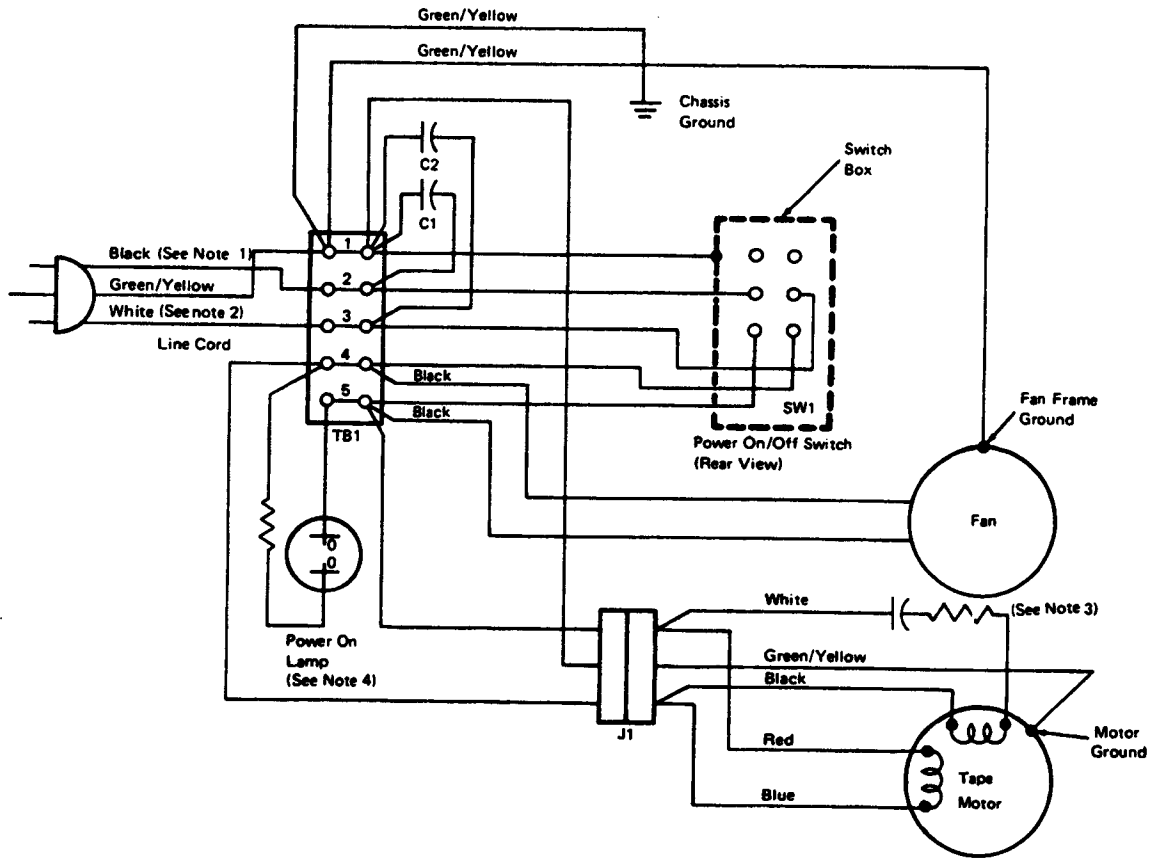 Green/Yellow
Green/Yellow
Chassis
Ground
Switch
Box
C2
C1
1
Black (See Note 1)
2
Green/Yellow
White (See note 2)
3
Line Cord
4
Black
5
Black
SW1
TB1
Power On/Off Switch
(Rear View)
Fan Frame
Ground
Fan
0
0
White
(See Note 3)
Power On
Lamp
(See Note 4)
Green/Yellow
Black
J1
Red
Motor
Ground
Tape
Motor
Blue